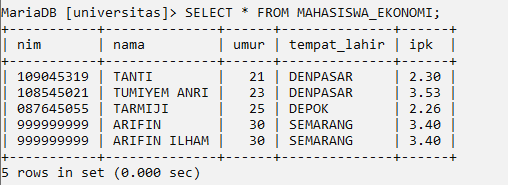 MariaDB [universitas]> SELECT * FROM MAHASISWA_EKONOMI;
+-----------+--------------+------+--------------+------+
| nim       | nama         | umur | tempat_lahir | ipk  |
+-----------+--------------+------+--------------+------+
| 109045319 | TANTI        |   21 | DENPASAR     | 2.30 |
| 108545021 | TUMIYEM ANRI |   23 | DENPASAR     | 3.53 |
| 087645055 | TARMIJI      |   25 | DEPOK        | 2.26 |
| 999999999 | ARIFIN       |   30 | SEMARANG     | 3.40 |
| 999999999 | ARIFIN ILHAM |   30 | SEMARANG     | 3.40 |
+-----------+--------------+------+--------------+------+
5 rows in set (0.000 sec)